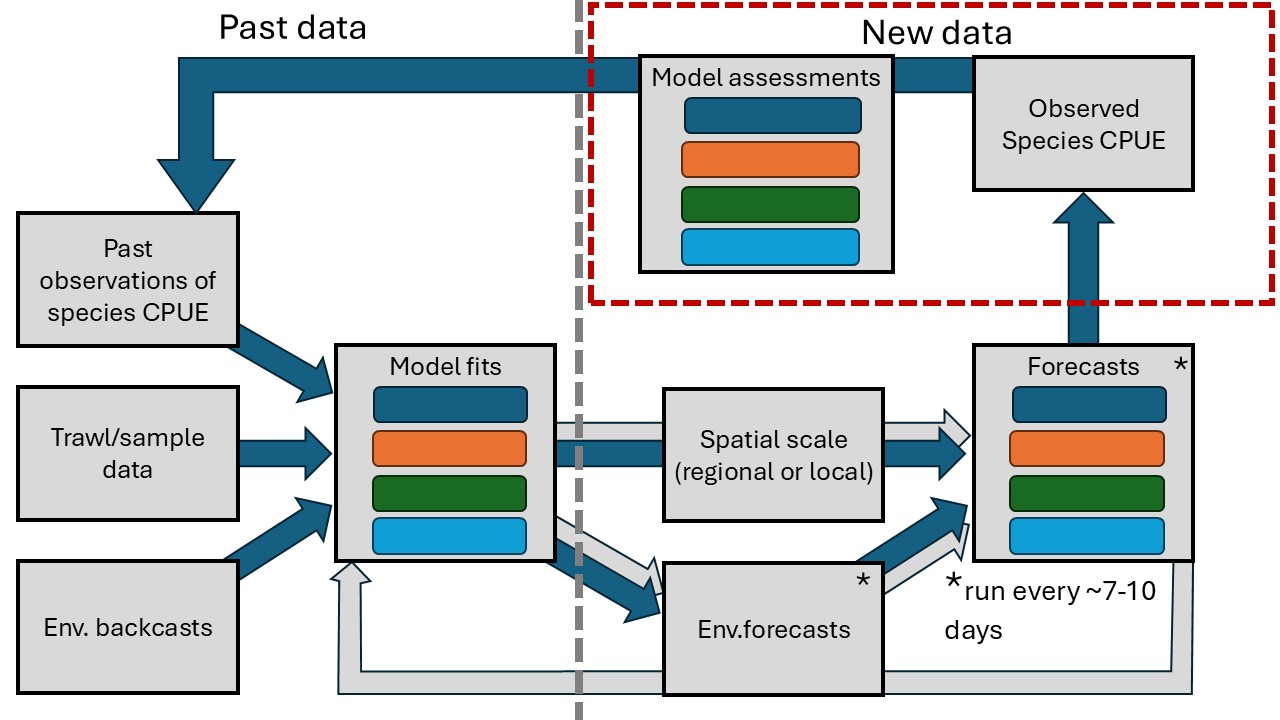 Past data
New data
Model assessments
Observed
Species CPUE
Past
observations of
species CPUE
Model fits
Forecasts *
Trawl/sample
data
Spatial scale
(regional or local)
Env. backcasts
*
Env.forecasts
*run every ~7-10
days